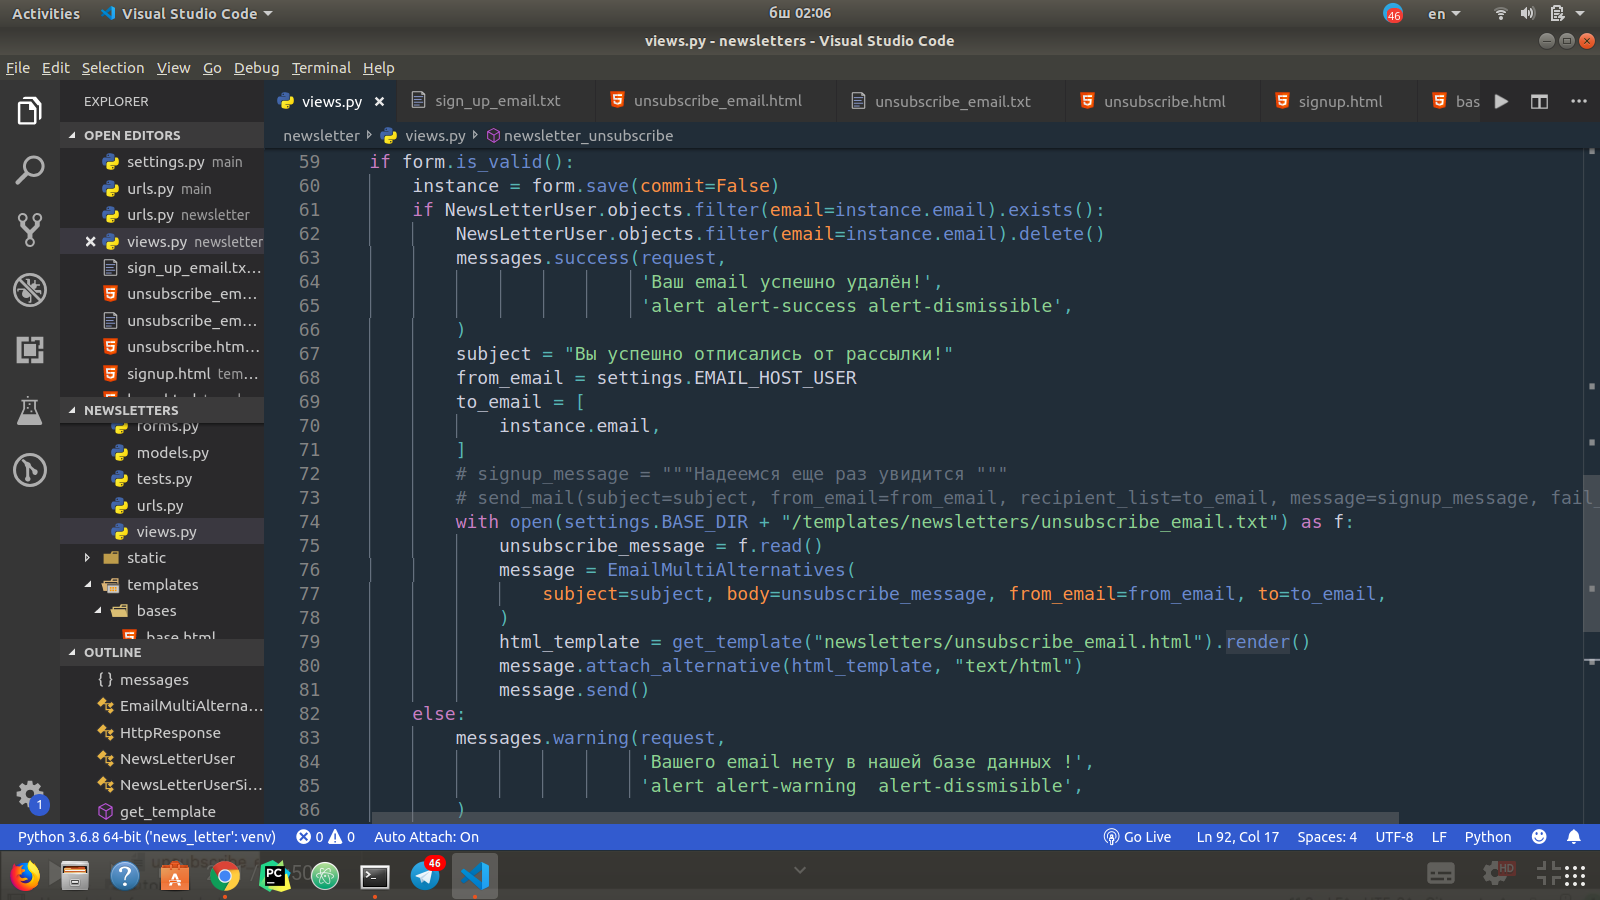 Activities
Visual Studio Code
бш 02:06
46
en
views.py - newsletters - Visual Studio Code
File Edit Selection View Go Debug Terminal Help
EXPLORER
OPEN EDITORS
settings.py main
urls.py main
urls.py newsletter
views.py newsletter
sign_up_email.tx...
unsubscribe_em...
unsubscribe_em...
unsubscribe.htm...
signup.html tem...
NEWSLETTERS
forms.py
models.py
tests.py
urls.py
views.py
static
templates
bases
base.html
OUTLINE
{ } messages
EmailMultiAlterna...
HttpResponse
NewsLetterUser
NewsLetterUserSi...
get_template
1
views.py
sign_up_email.txt
unsubscribe_email.html
unsubscribe_email.txt
unsubscribe.html
signup.html
bas
newsletter views.py newsletter_unsubscribe
59 if form.is_valid():
60 instance = form.save(commit=False)
61 if NewsLetterUser.objects.filter(email=instance.email).exists():
62 NewsLetterUser.objects.filter(email=instance.email).delete()
63 messages.success(request,
64 'Ваш email успешно удалён!',
65 'alert alert-success alert-dismissible',
66 )
67 subject = "Вы успешно отписались от рассылки!"
68 from_email = settings.EMAIL_HOST_USER
69 to_email = [
70 instance.email,
71 ]
72 # signup_message = """Надеемся еще раз увидится """
73 # send_mail(subject=subject, from_email=from_email, recipient_list=to_email, message=signup_message, fail_
74 with open(settings.BASE_DIR + "/templates/newsletters/unsubscribe_email.txt") as f:
75 unsubscribe_message = f.read()
76 message = EmailMultiAlternatives(
77 subject=subject, body=unsubscribe_message, from_email=from_email, to=to_email,
78 )
79 html_template = get_template("newsletters/unsubscribe_email.html").render()
80 message.attach_alternative(html_template, "text/html")
81 message.send()
82 else:
83 messages.warning(request,
84 'Вашего email нету в нашей базе данных !',
85 'alert alert-warning  alert-dissmisible',
86 )
Python 3.6.8 64-bit ('news_letter': venv) 0 0 Auto Attach: On Go Live Ln 92, Col 17 Spaces: 4 UTF-8 LF Python
PC
46
HD